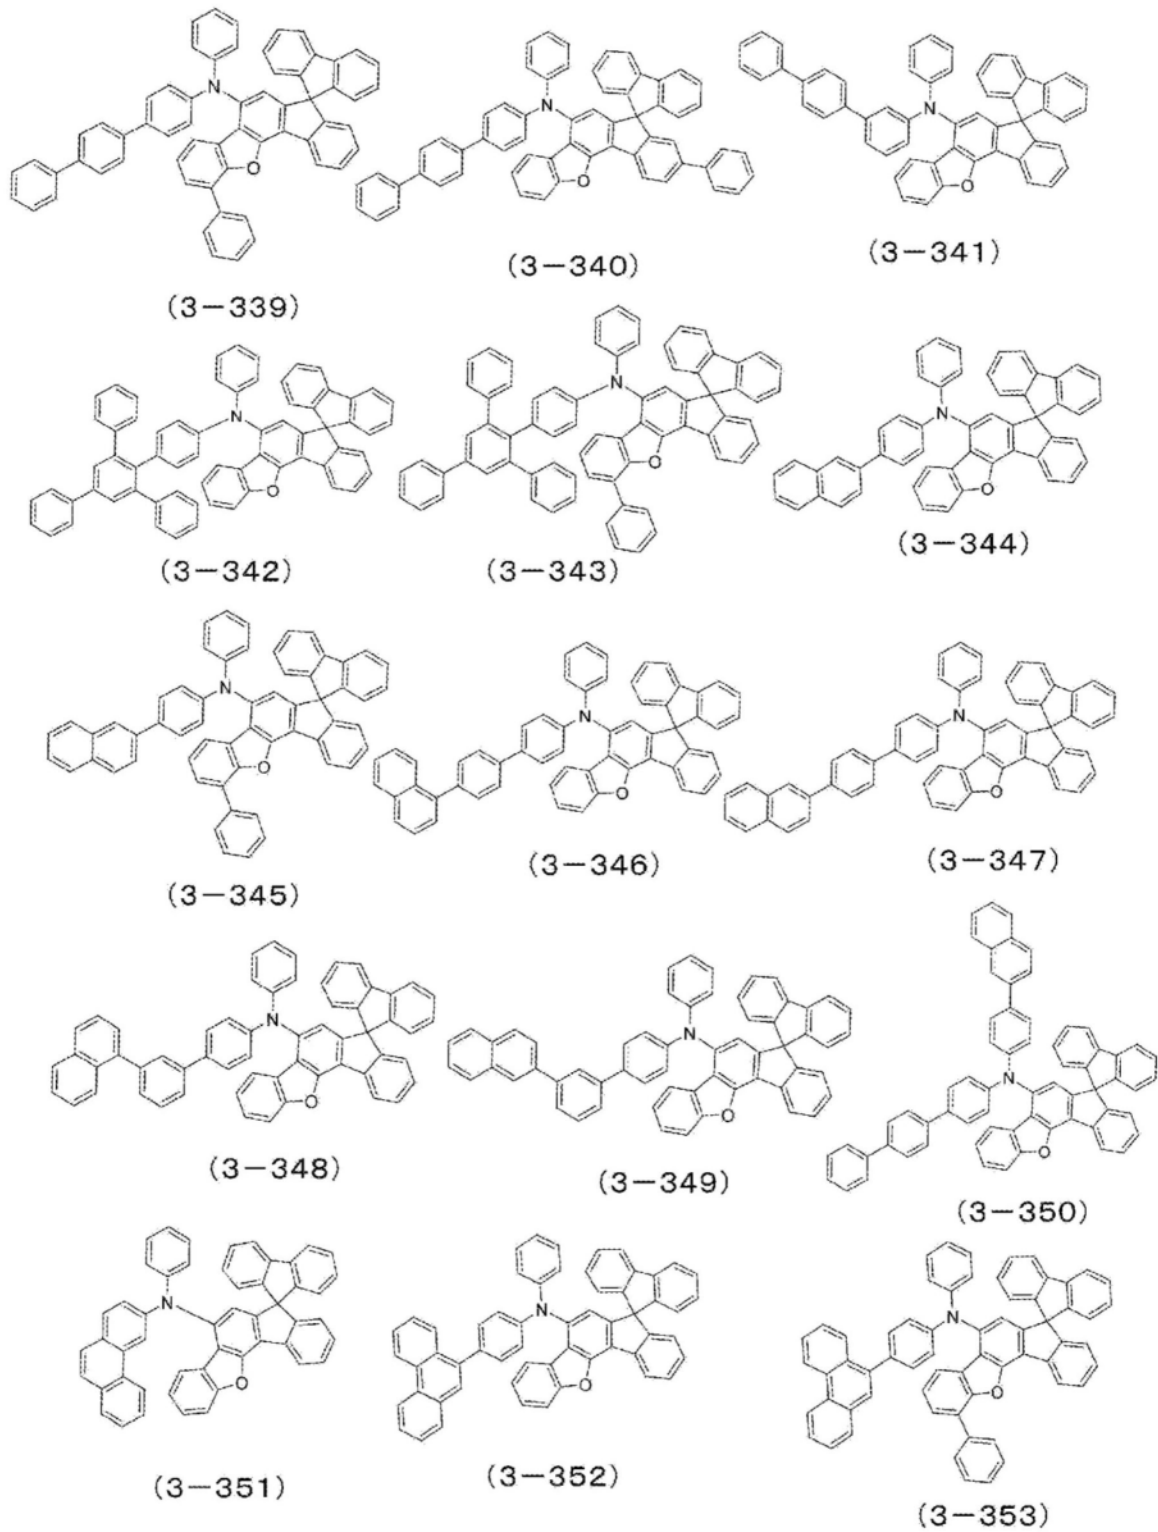 N
O
(3-339)
N
O
(3-340)
N
O
(3-341)
N
O
(3-342)
N
O
(3-343)
N
O
(3-344)
N
O
(3-345)
N
O
(3-346)
N
O
(3-347)
N
O
(3-348)
N
O
(3-349)
N
O
(3-350)
N
O
(3-351)
N
O
(3-352)
N
O
(3-353)